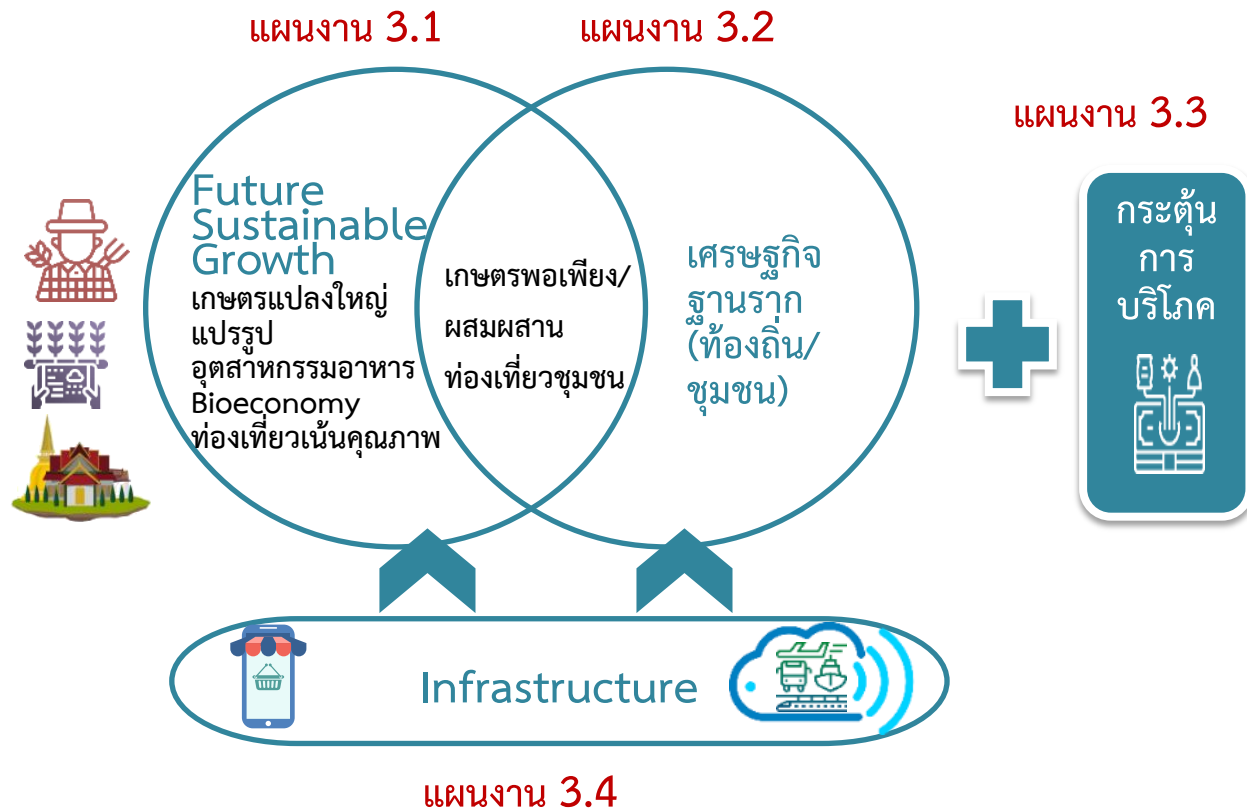 แผนงาน 3.1
แผนงาน 3.2
แผนงาน 3.3
Future
Sustainable
Growth
เกษตรแปลงใหญ่
แปรรูป
อุตสาหกรรมอาหาร
Bioeconomy
ท่องเที่ยวเน้นคุณภาพ
เกษตรพอเพียง/
ผสมผสาน
ท่องเที่ยวชุมชน
เศรษฐกิจ
ฐานราก
(ท้องถิ่น/
ชุมชน)
กระตุ้น
การ
บริโภค
Infrastructure
แผนงาน 3.4